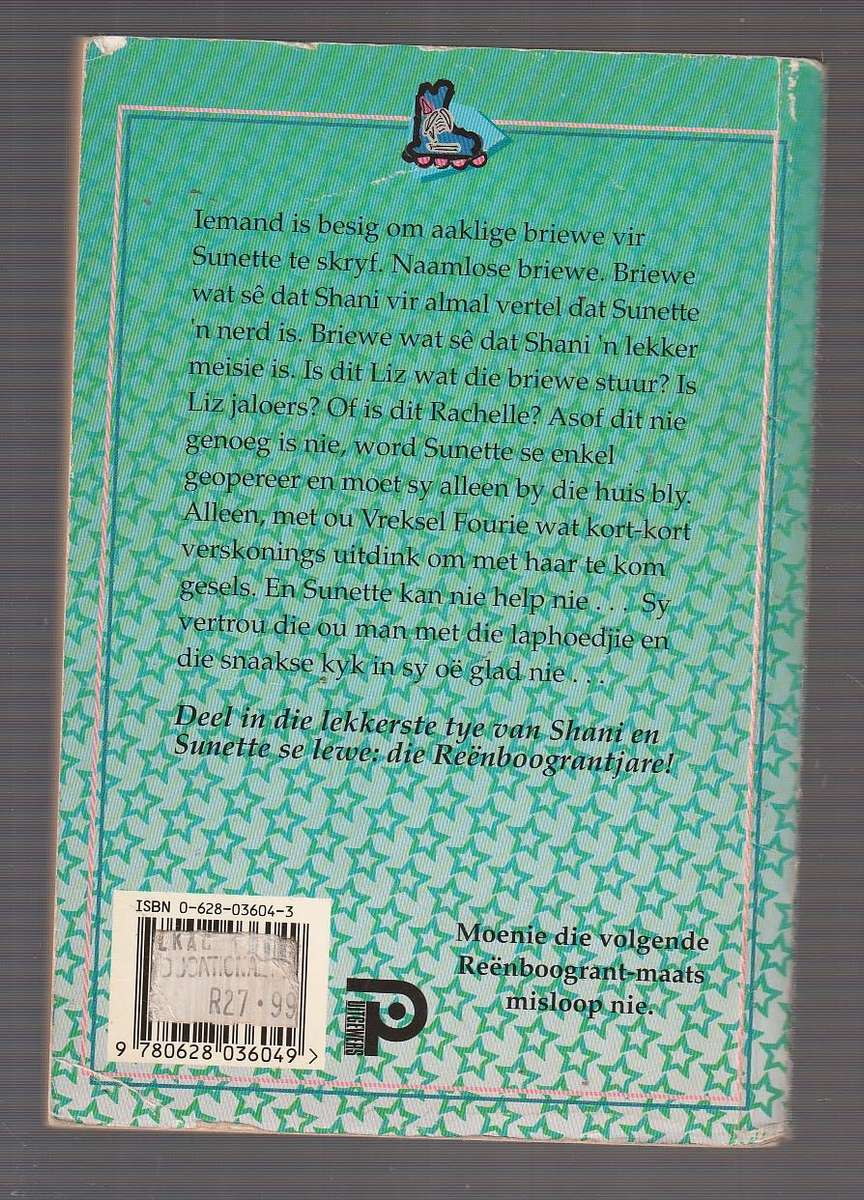 Iemand is besig om aaklige briewe vir
Sunette te skryf. Naamlose briewe. Briewe
wat sê dat Shani vir almal vertel dat Sunette
'n nerd is. Briewe wat sê dat Shani 'n lekker
meisie is. Is dit Liz wat die briewe stuur? Is
Liz jaloers? Of is dit Rachelle? Asof dit nie
genoeg is nie, word Sunette se enkel
geopereer en moet sy alleen by die huis bly.
Alleen, met ou Vreksel Fourie wat kort-kort
verskonings uitdink om met haar te kom
gesels. En Sunette kan nie help nie . . . Sy
vertrou die ou man met die laphoedjie en
die snaakse kyk in sy oë glad nie . . .
Deel in die lekkerste tye van Shani en
Sunette se lewe: die Reënboograntjare!
ISBN 0-628-03604-3
R27.99
9 780628 036049 >
UITGEWERS
Moenie die volgende
Reënboogrant-maats
misloop nie.